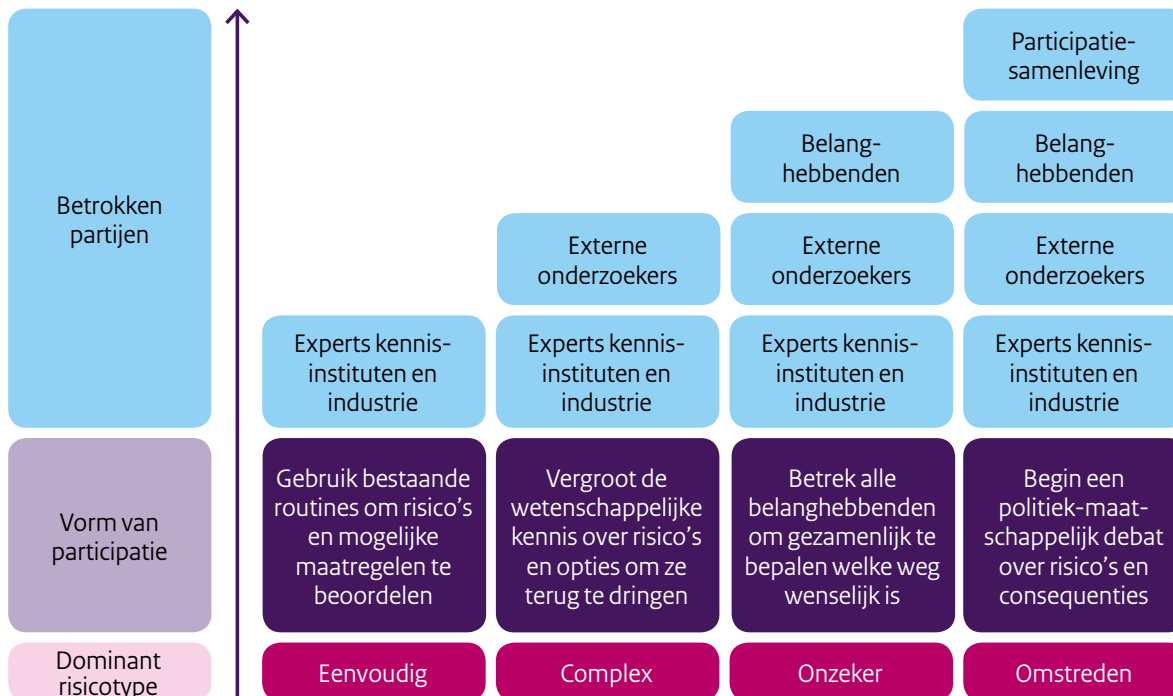 Participatie-
samenleving
Belang-
hebbenden
Belang-
hebbenden
Betrokken
partijen
Externe
onderzoekers
Externe
onderzoekers
Externe
onderzoekers
Experts kennis-
instituten en
industrie
Experts kennis-
instituten en
industrie
Experts kennis-
instituten en
industrie
Experts kennis-
instituten en
industrie
Vorm van
participatie
Gebruik bestaande
routines om risico's
en mogelijke
maatregelen te
beoordelen
Vergroot de
wetenschappelijke
kennis over risico's
en opties om ze
terug te dringen
Betrek alle
belanghebbenden
om gezamenlijk te
bepalen welke weg
wenselijk is
Begin een
politiek-maat-
schappelijk debat
over risico's en
consequenties
Dominant
risicotype
Eenvoudig
Complex
Onzeker
Omstreden